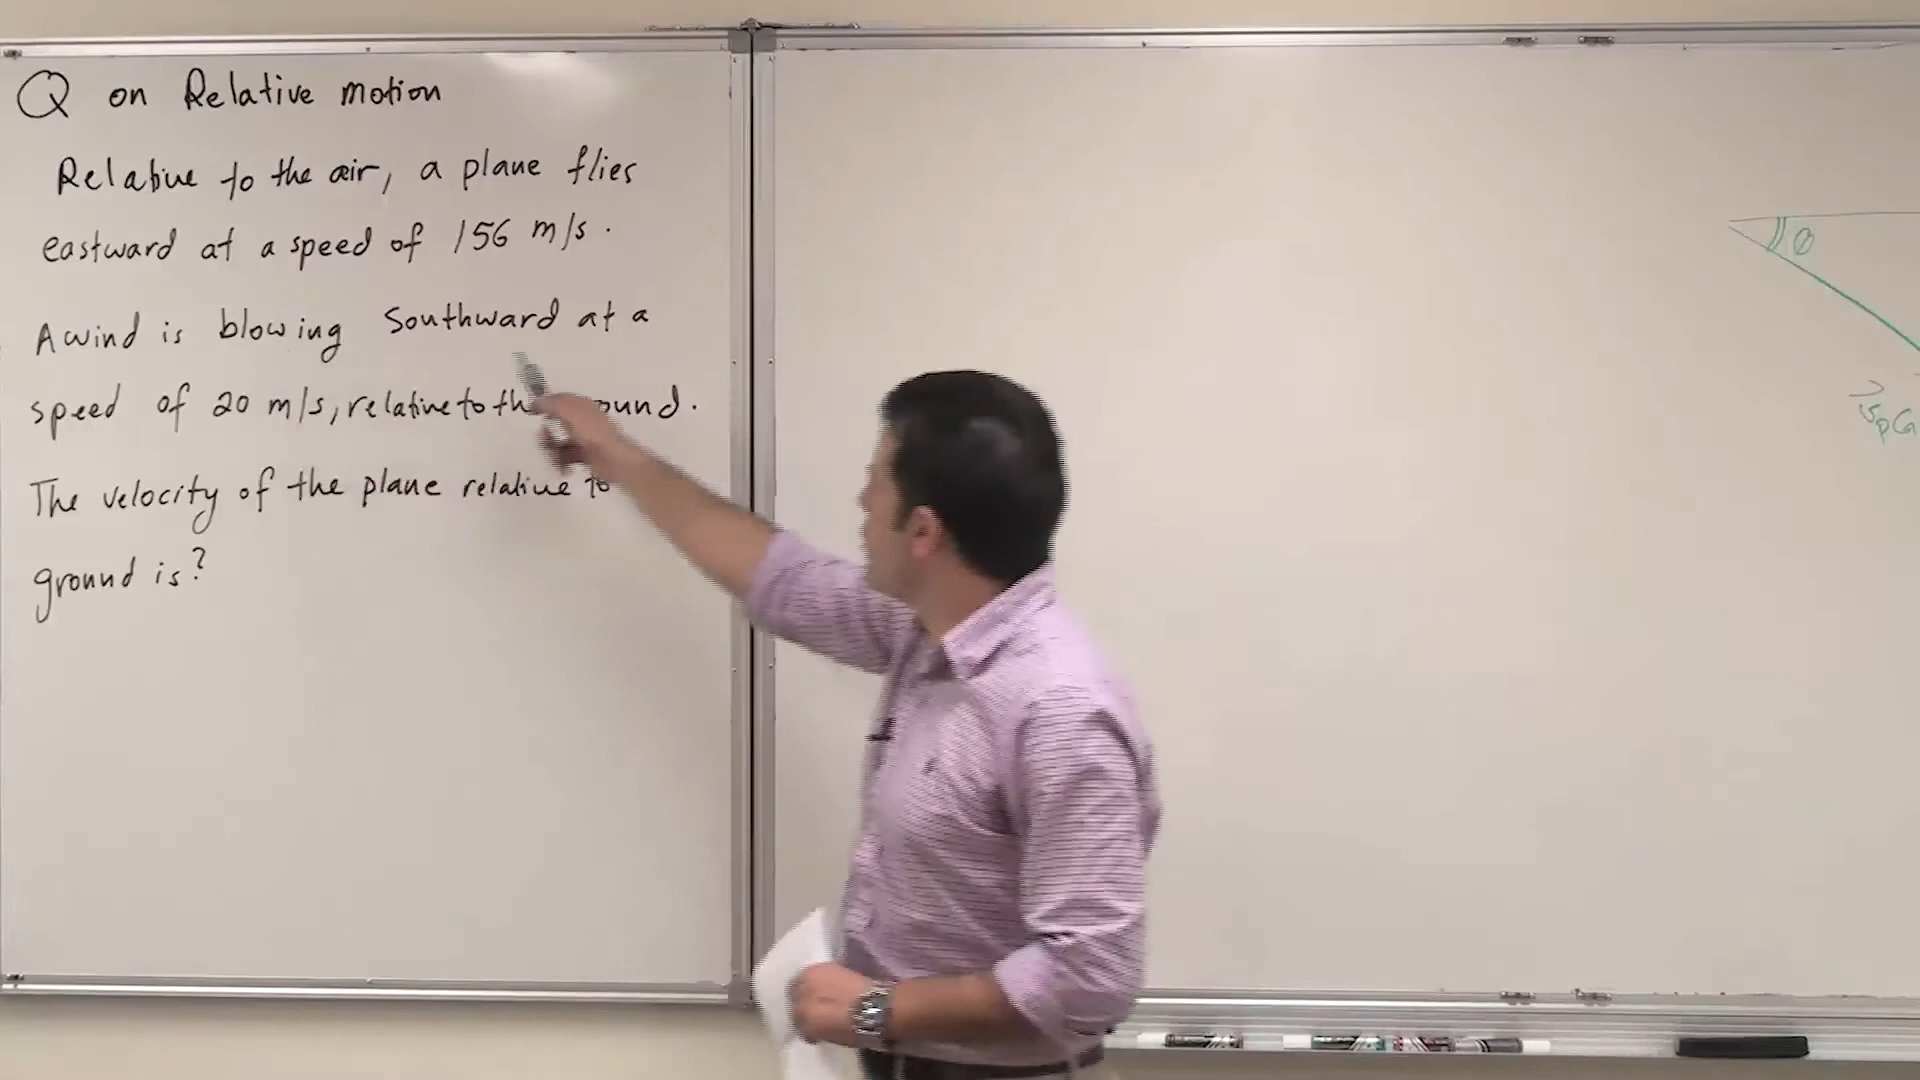 Q on Relative motion
Relative to the air, a plane flies
eastward at a speed of 156 m/s.
A wind is blowing Southward at a
speed of 20 m/s, relative to the
The velocity of the plane relative to
ground is?
θ